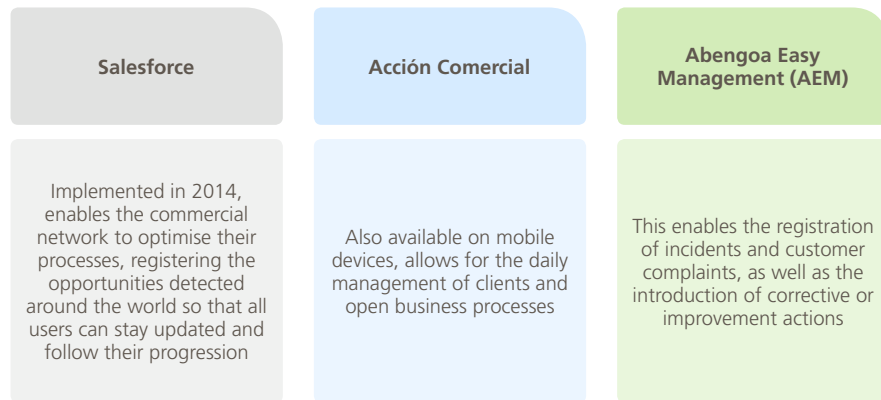 Salesforce
Implemented in 2014,
enables the commercial
network to optimise their
processes, registering the
opportunities detected
around the world so that all
users can stay updated and
follow their progression
Acción Comercial
Also available on mobile
devices, allows for the daily
management of clients and
open business processes
Abengoa Easy
Management (AEM)
This enables the registration
of incidents and customer
complaints, as well as the
introduction of corrective or
improvement actions